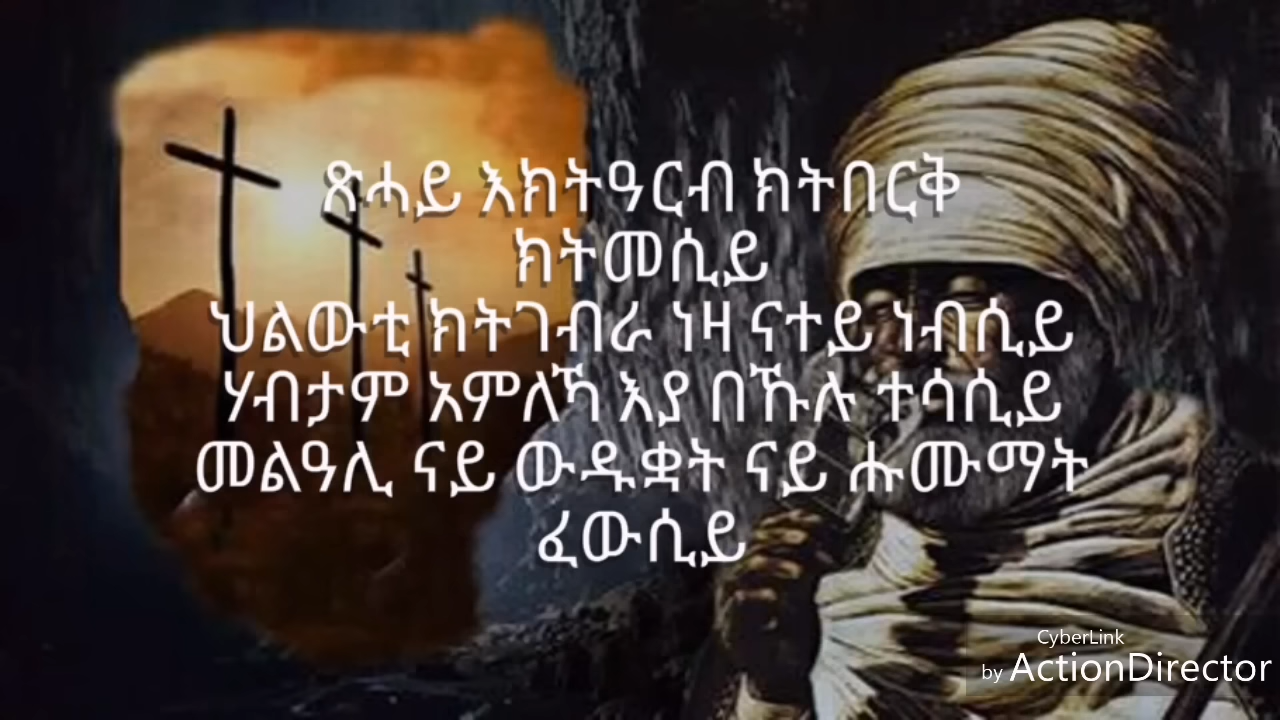 ጽሓይ እክትዓርብ ክትበርቅ
ክትመሲይ
ህልውቲ ክትገብራ ነዛ ናተይ ነብሲይ
ሃብታም አምለኻ እያ በኹሉ ተሳሲይ
መልዓሊ ናይ ውዱቋት ናይ ሑሙማት
ፈውሲይ
CyberLink
by ActionDirector